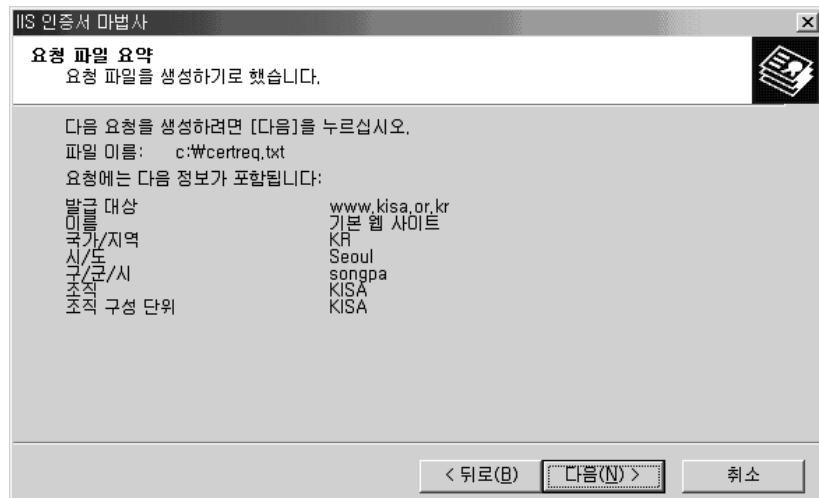 IIS 인증서 마법사
요청 파일 요약
요청 파일을 생성하기로 했습니다.
다음 요청을 생성하려면 [다음]을 누르십시오.
파일 이름: c:₩certreq.txt
요청에는 다음 정보가 포함됩니다:
발급 대상 www.kisa.or.kr
이름 기본 웹 사이트
국가/지역 KR
시/도 Seoul
구/군/시 songpa
조직 KISA
조직 구성 단위 KISA
< 뒤로(B) 다음(N) > 취소